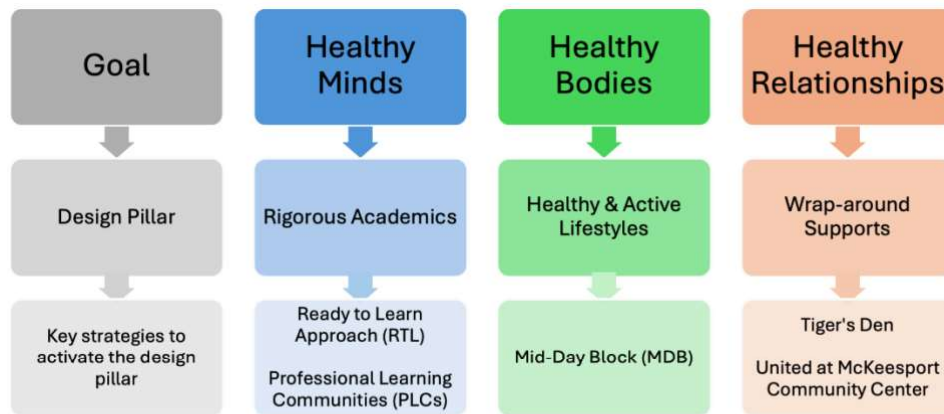 Goal
Design Pillar
Key strategies to
activate the design
pillar
Healthy
Minds
Rigorous Academics
Ready to Learn
Approach (RTL)
Professional Learning
Communities (PLCs)
Healthy
Bodies
Healthy & Active
Lifestyles
Mid-Day Block (MDB)
Healthy
Relationships
Wrap-around
Supports
Tiger's Den
United at McKeesport
Community Center